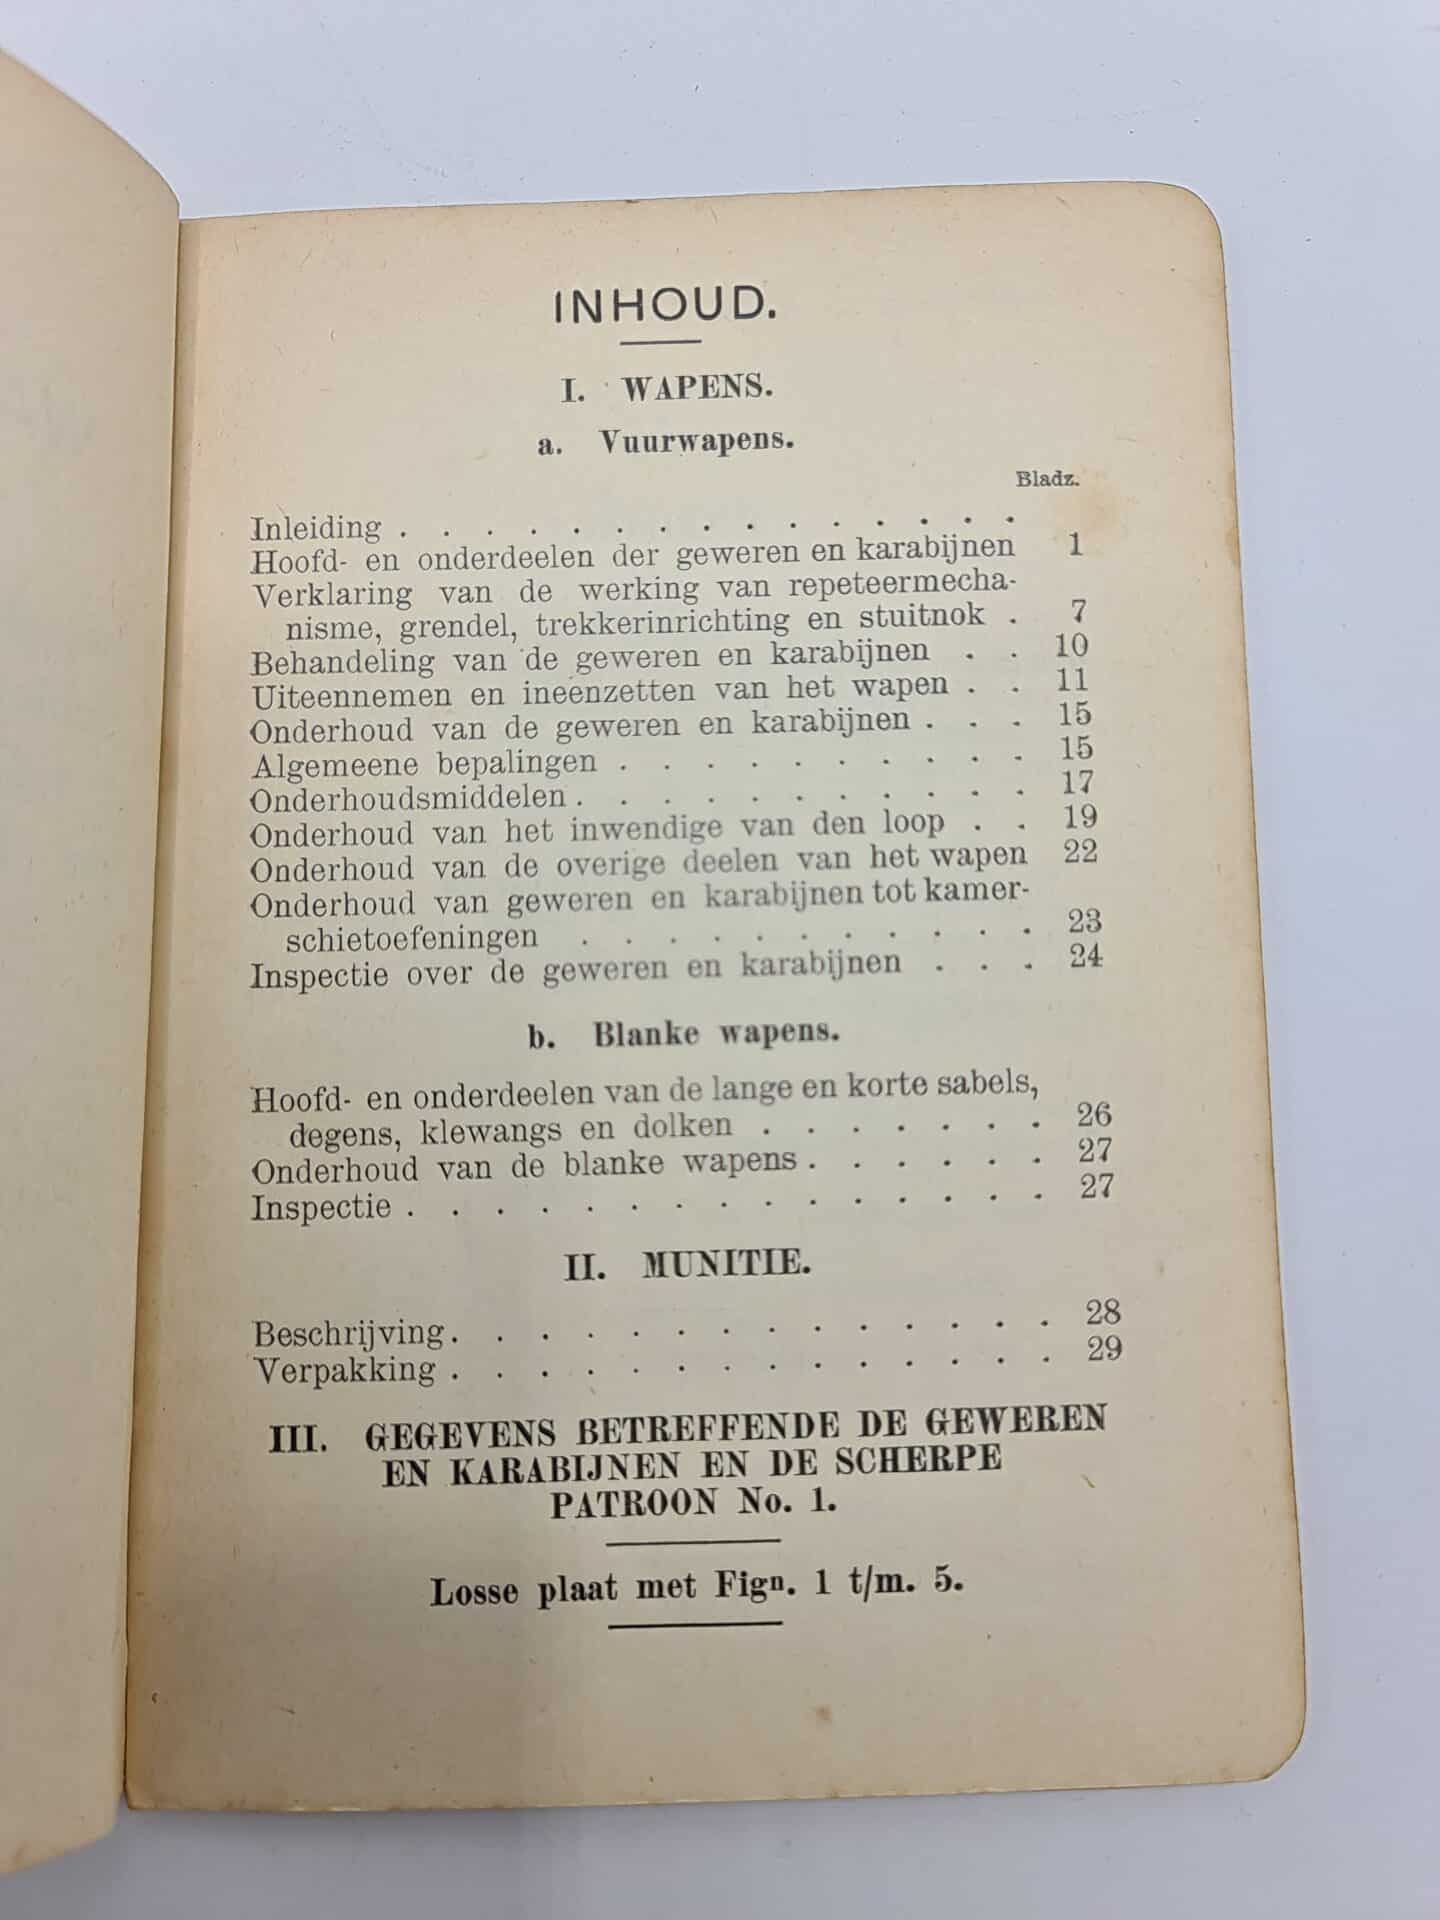 INHOUD.
I. WAPENS.
a. Vuurwapens.
Bladz.
Inleiding . . . . . . . . . . . . . . .
Hoofd- en onderdeelen der geweren en karabijnen 1
Verklaring van de werking van repeteermecha-
nisme, grendel, trekkerinrichting en stuitnok . 7
Behandeling van de geweren en karabijnen . . 10
Uiteennemen en ineenzetten van het wapen . . 11
Onderhoud van de geweren en karabijnen . . . 15
Algemeene bepalingen . . . . . . . . . . 15
Onderhoudsmiddelen . . . . . . . . . . . 17
Onderhoud van het inwendige van den loop . . 19
Onderhoud van de overige deelen van het wapen 22
Onderhoud van geweren en karabijnen tot kamer-
schietoefeningen . . . . . . . . . . . 23
Inspectie over de geweren en karabijnen . . . 24
b. Blanke wapens.
Hoofd- en onderdeelen van de lange en korte sabels,
degens, klewangs en dolken . . . . . . . 26
Onderhoud van de blanke wapens . . . . . . 27
Inspectie . . . . . . . . . . . . . . . 27
II. MUNITIE.
Beschrijving . . . . . . . . . . . . . . 28
Verpakking . . . . . . . . . . . . . . 29
III. GEGEVENS BETREFFENDE DE GEWEREN
EN KARABIJNEN EN DE SCHERPE
PATROON No. 1.
Losse plaat met Fign. 1 t/m. 5.